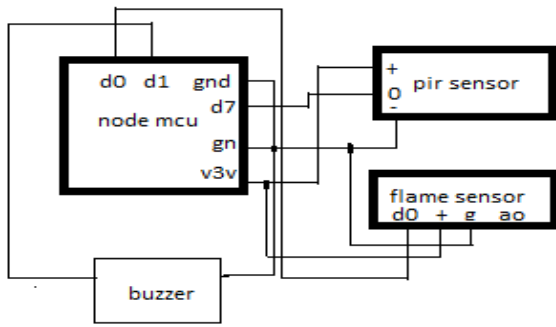 d0 d1 gnd
d7
node mcu
gn
v3v
+
pir sensor
0
-
flame sensor
d0 + g ao
buzzer